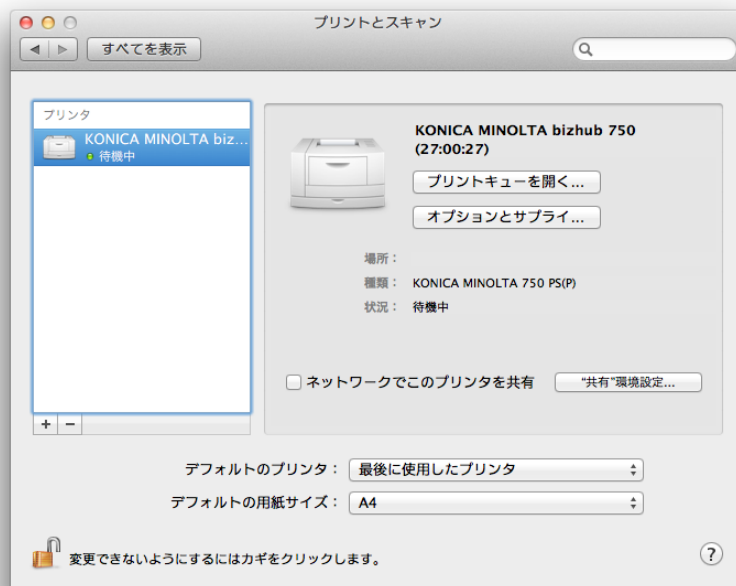 プリントとスキャン
すべてを表示
プリンタ
KONICA MINOLTA biz...
待機中
KONICA MINOLTA bizhub 750
(27:00:27)
プリントキューを開く...
オプションとサプライ...
場所：
種類： KONICA MINOLTA 750 PS(P)
状況： 待機中
ネットワークでこのプリンタを共有 “共有”環境設定...
+ −
デフォルトのプリンタ： 最後に使用したプリンタ
デフォルトの用紙サイズ： A4
変更できないようにするにはカギをクリックします。 ?